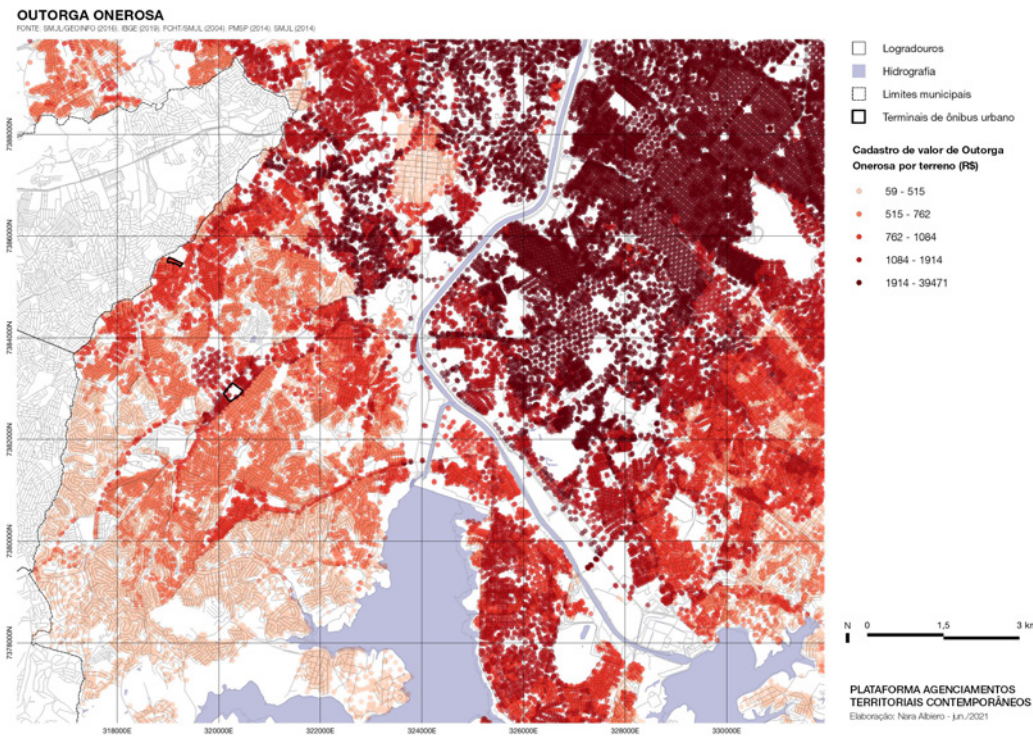 OUTORGA ONEROSA
FONTE: SMUL/GEOINFO (2016), IBGE (2019), FCHT/SMUL (2004), PMSP (2014), SMUL (2014)
Logradouros
Hidrografia
Limites municipais
Terminais de ônibus urbano
Cadastro de valor de Outorga
Onerosa por terreno (R$)
59 - 515
515 - 762
762 - 1084
1084 - 1914
1914 - 39471
7388000N
7386000N
7384000N
7382000N
7380000N
7378000N
318000E
320000E
322000E
324000E
326000E
328000E
330000E
N 0 1,5 3 km
PLATAFORMA AGENCIAMENTOS
TERRITORIAIS CONTEMPORÂNEOS
Elaboração: Nara Albiero - jun./2021